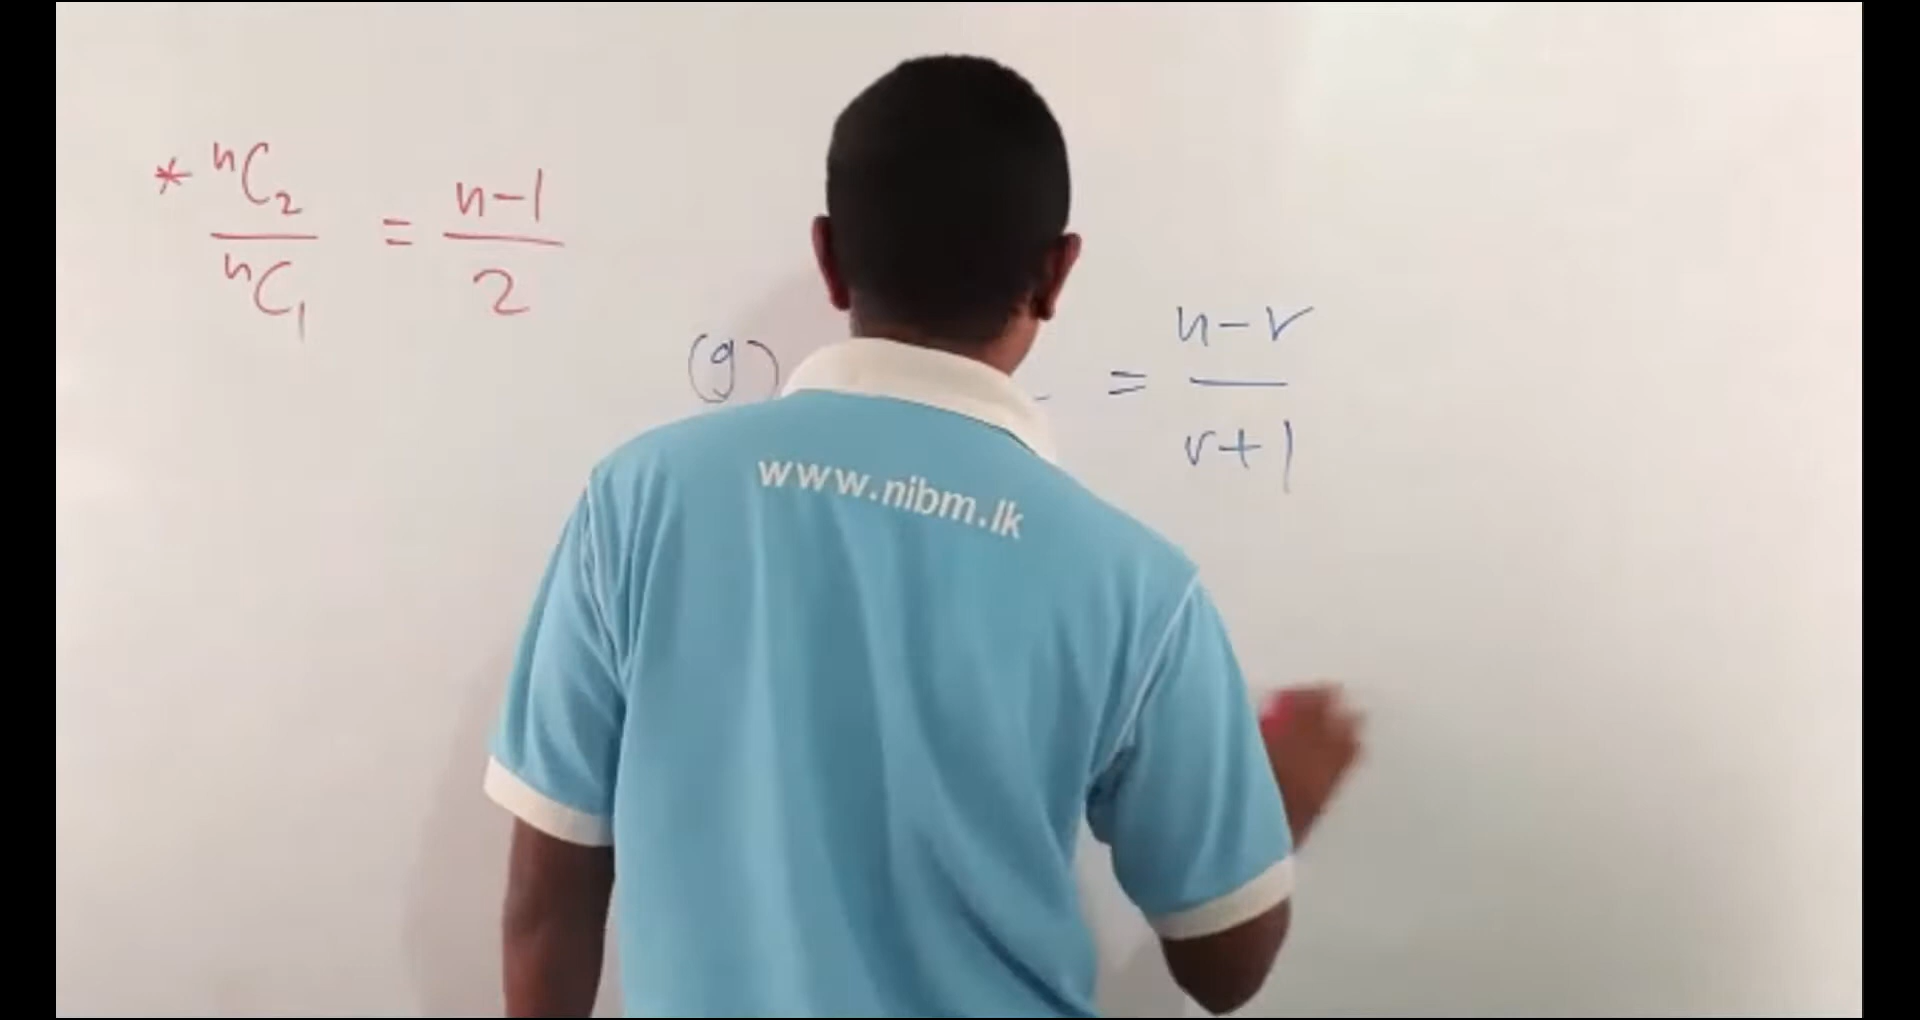 * ⁿC₂ / ⁿC₁ = n-1 / 2
(g) = n-r / r+1
www.nibm.lk